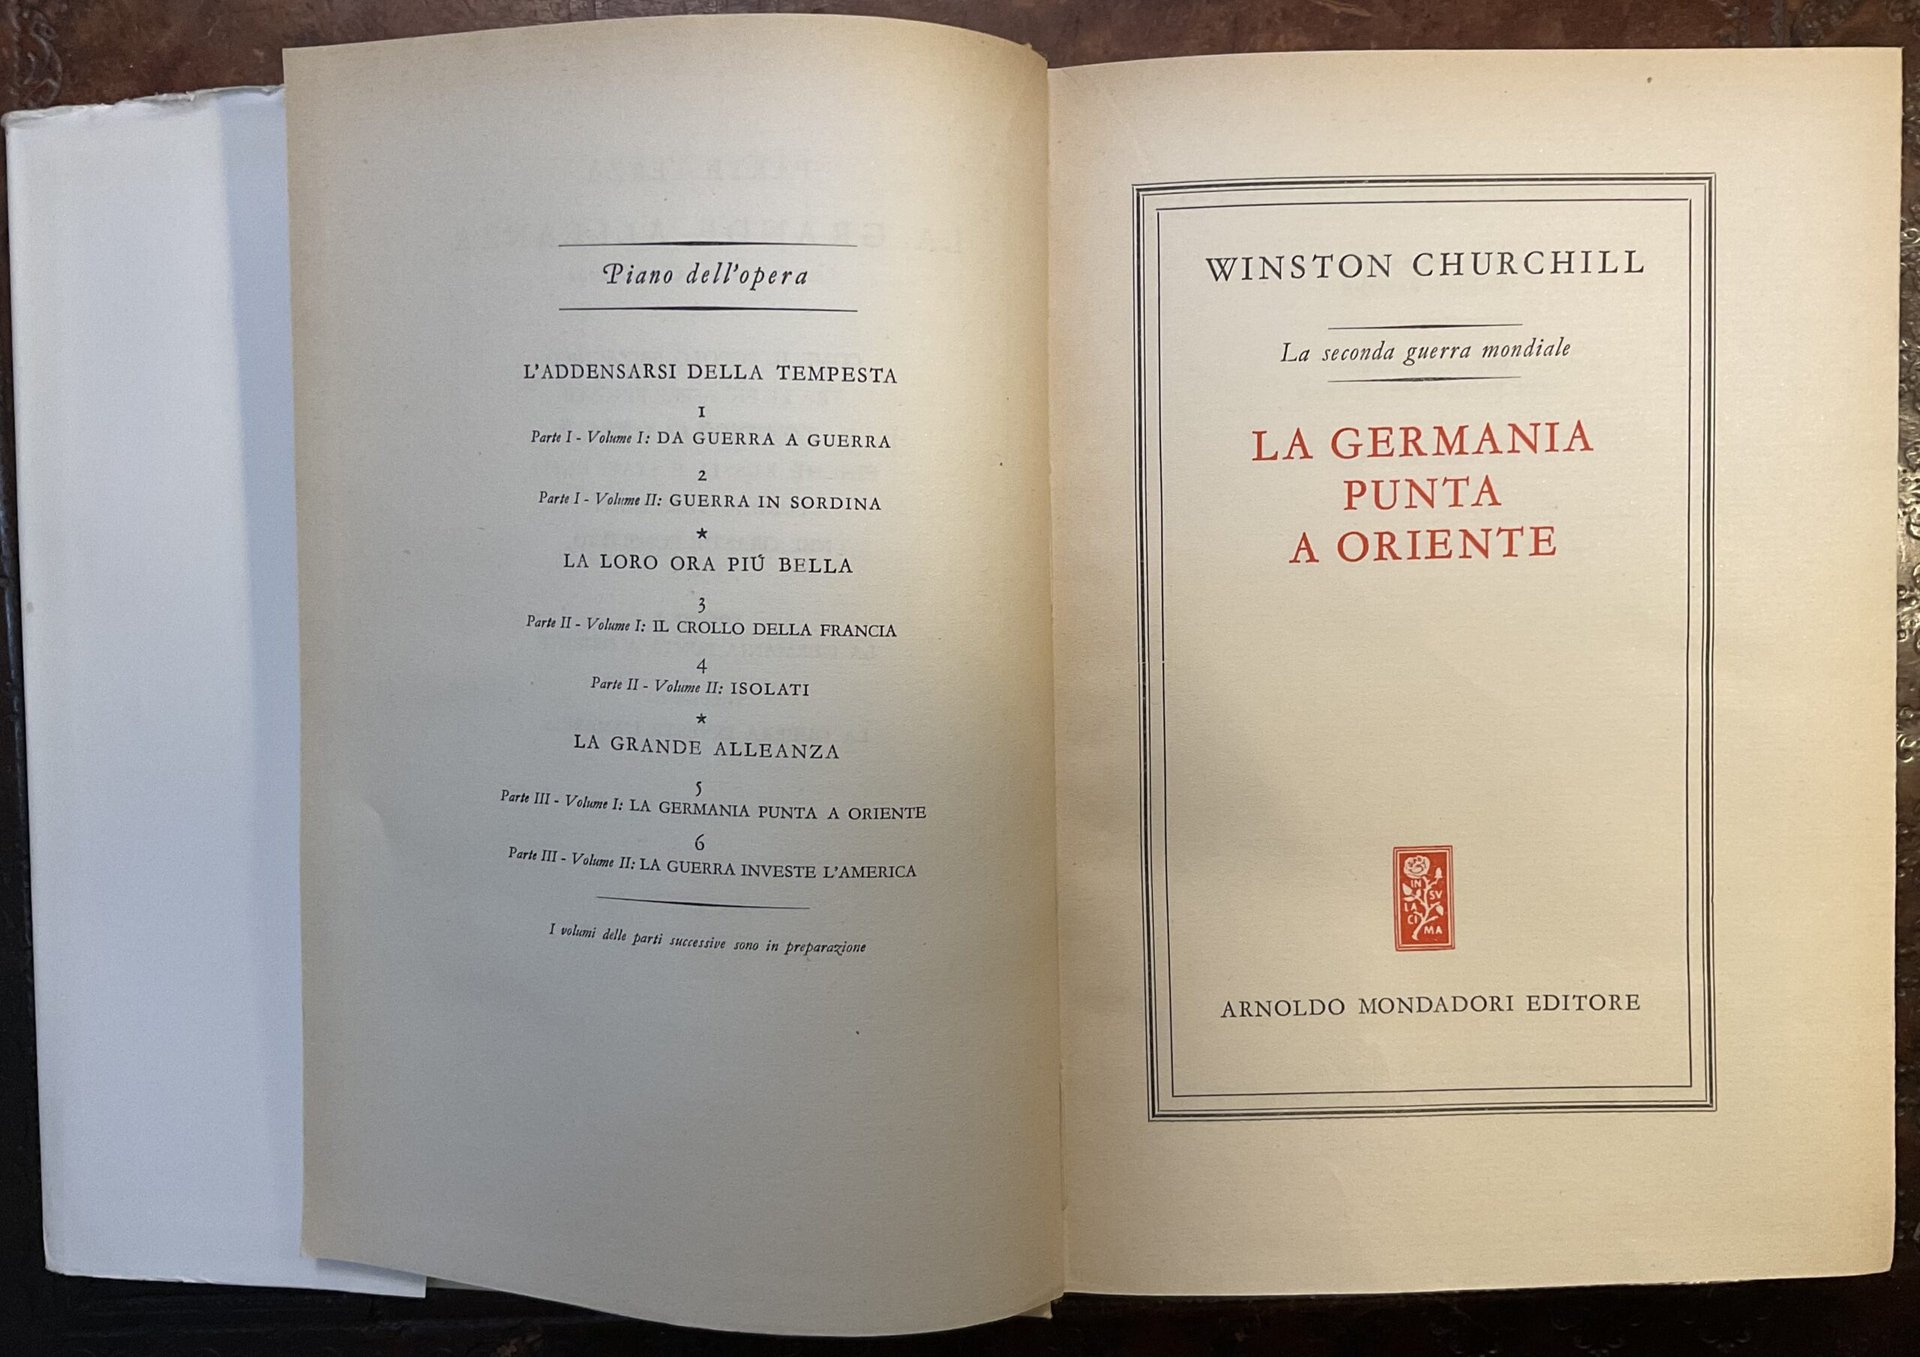 Piano dell'opera
L'ADDENSARSI DELLA TEMPESTA
1
Parte I - Volume I: DA GUERRA A GUERRA
2
Parte I - Volume II: GUERRA IN SORDINA
★
LA LORO ORA PIÚ BELLA
3
Parte II - Volume I: IL CROLLO DELLA FRANCIA
4
Parte II - Volume II: ISOLATI
★
LA GRANDE ALLEANZA
5
Parte III - Volume I: LA GERMANIA PUNTA A ORIENTE
6
Parte III - Volume II: LA GUERRA INVESTE L'AMERICA
I volumi delle parti successive sono in preparazione
WINSTON CHURCHILL
La seconda guerra mondiale
LA GERMANIA
PUNTA
A ORIENTE
IN
SV
LA
CI
MA
ARNOLDO MONDADORI EDITORE